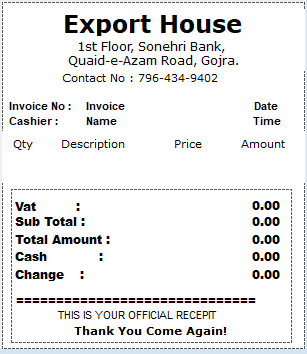 Export House
1st Floor, Sonehri Bank,
Quaid-e-Azam Road, Gojra.
Contact No : 796-434-9402
Invoice No : Invoice Date
Cashier : Name Time
Qty Description Price Amount
Vat : 0.00
Sub Total : 0.00
Total Amount : 0.00
Cash : 0.00
Change : 0.00
==============================
THIS IS YOUR OFFICIAL RECEPIT
Thank You Come Again!